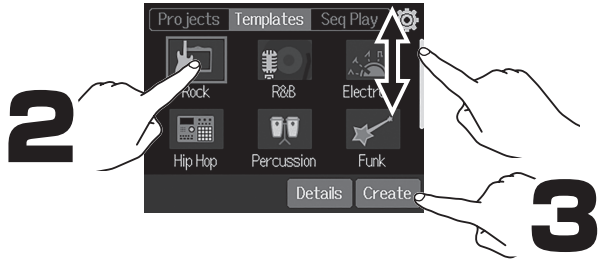 Projects Templates Seq Play
2
Rock R&B Electro
Hip Hop Percussion Funk
Details Create
3